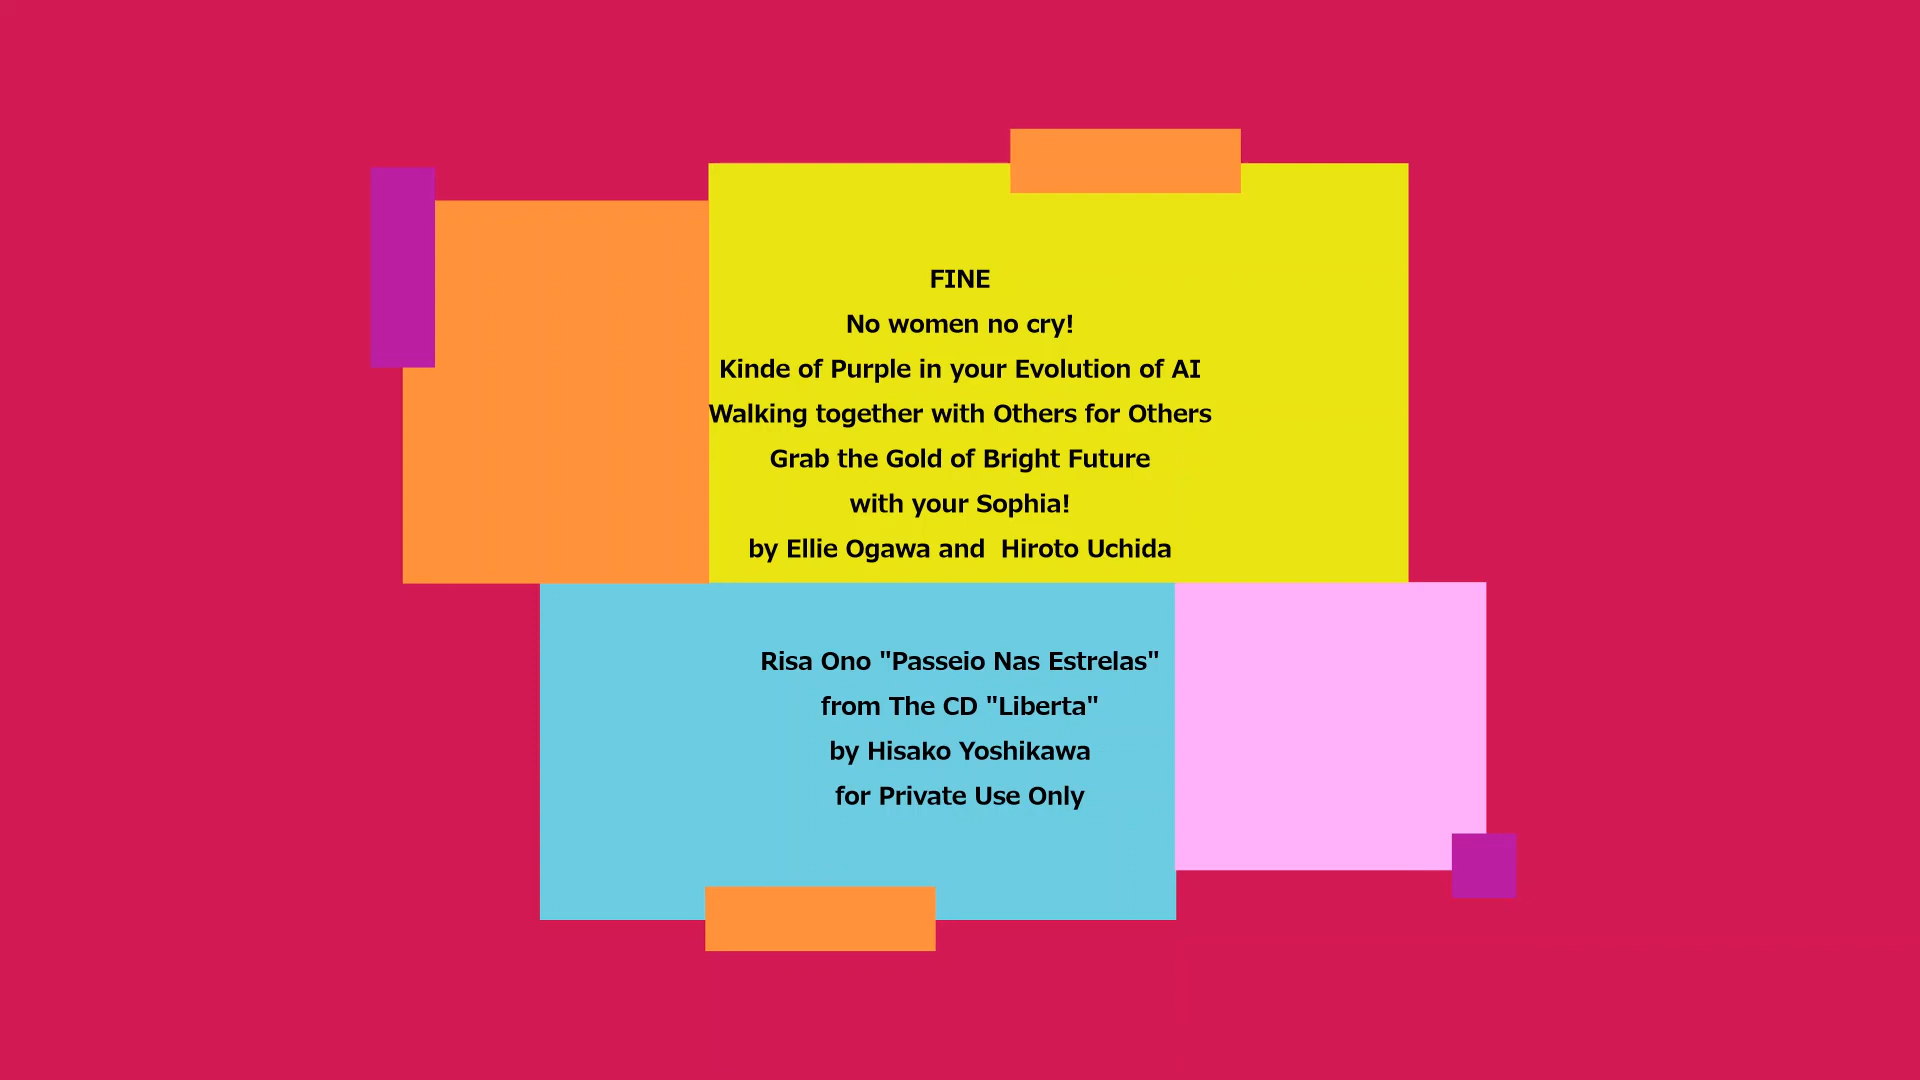 FINE
No women no cry!
Kinde of Purple in your Evolution of AI
Walking together with Others for Others
Grab the Gold of Bright Future
with your Sophia!
by Ellie Ogawa and  Hiroto Uchida
Risa Ono "Passeio Nas Estrelas"
from The CD "Liberta"
by Hisako Yoshikawa
for Private Use Only